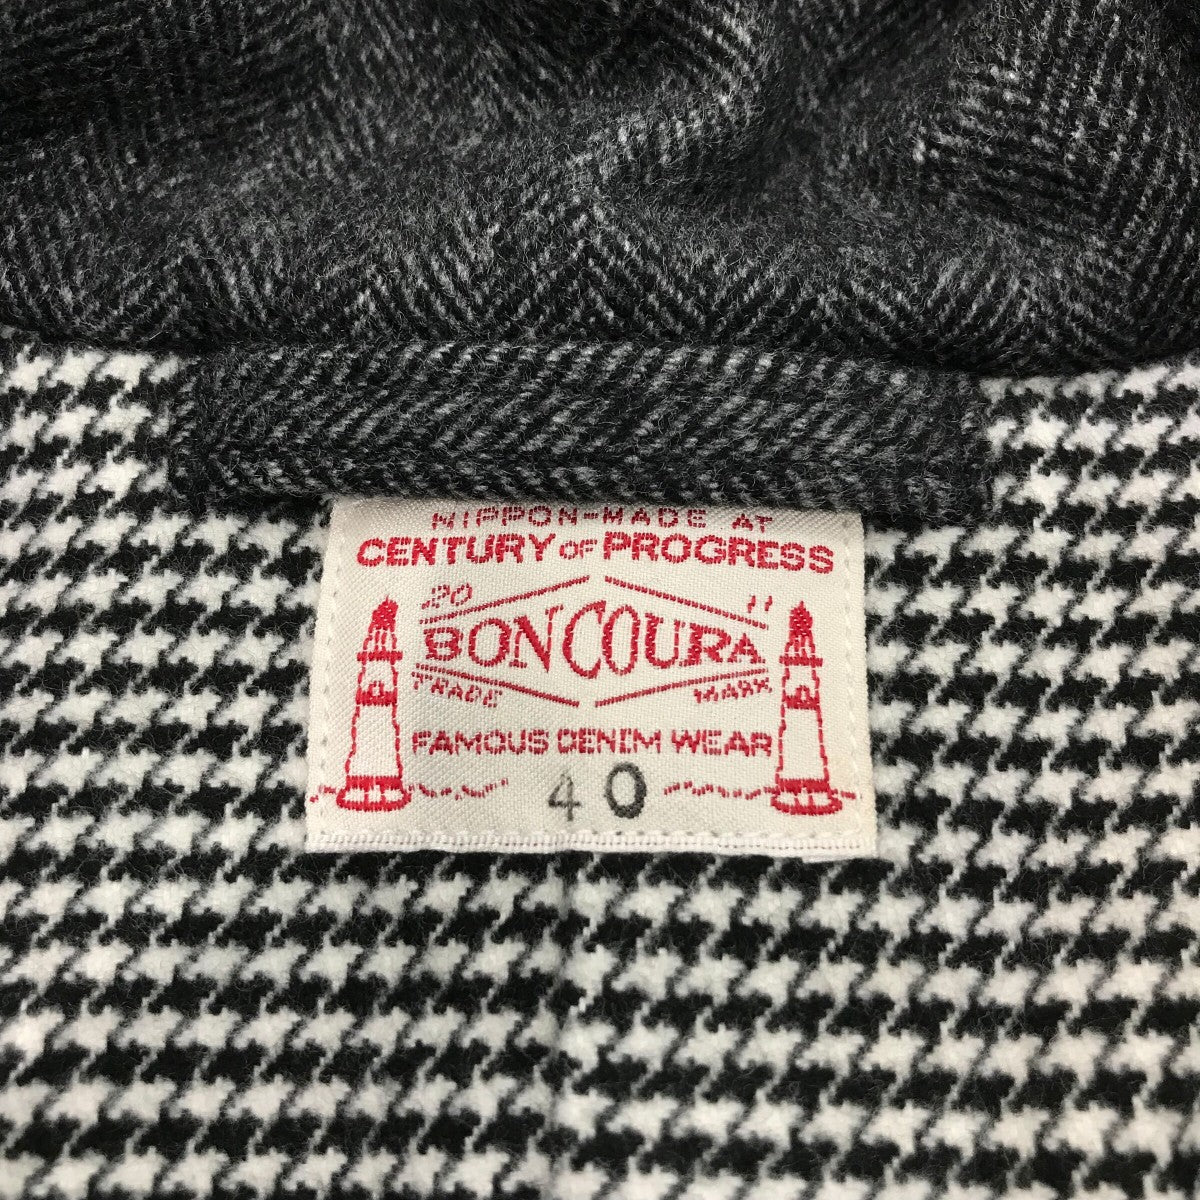 NIPPON-MADE AT
CENTURY OF PROGRESS
20 11
BONCOURA
TRADE MARK
FAMOUS DENIM WEAR
40